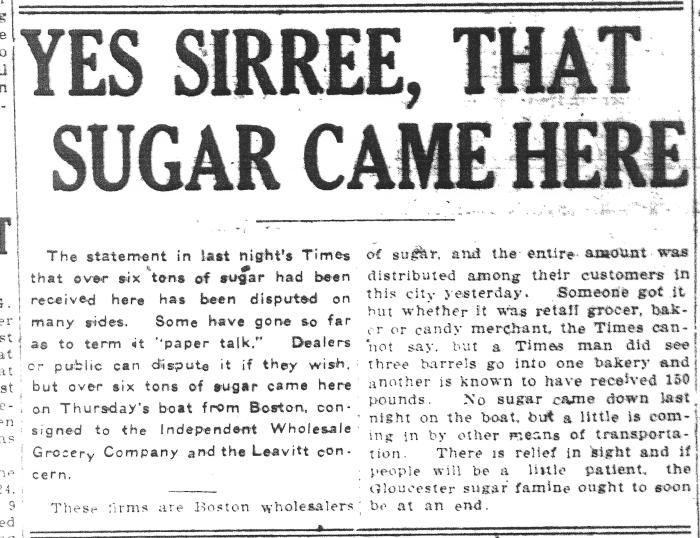 YES SIRREE, THAT
SUGAR CAME HERE
The statement in last night's Times
that over six tons of sugar had been
received here has been disputed on
many sides. Some have gone so far
as to term it "paper talk." Dealers
or public can dispute it if they wish,
but over six tons of sugar came here
on Thursday's boat from Boston, con-
signed to the Independent Wholesale
Grocery Company and the Leavitt con-
cern.
These firms are Boston wholesalers
of sugar, and the entire amount was
distributed among their customers in
this city yesterday. Someone got it
but whether it was retail grocer, bak-
er or candy merchant, the Times can-
not say, but a Times man did see
three barrels go into one bakery and
another is known to have received 150
pounds. No sugar came down last
night on the boat, but a little is com-
ing in by other means of transporta-
tion. There is relief in sight and if
people will be a little patient, the
Gloucester sugar famine ought to soon
be at an end.